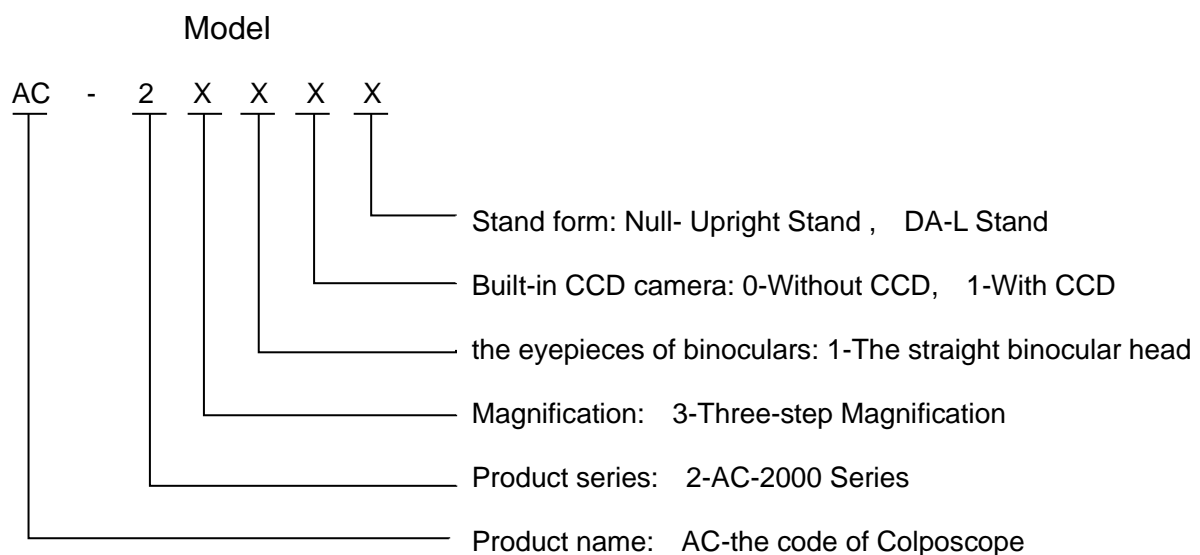 Model
AC - 2 X X X X
Stand form: Null- Upright Stand , DA-L Stand
Built-in CCD camera: 0-Without CCD, 1-With CCD
the eyepieces of binoculars: 1-The straight binocular head
Magnification: 3-Three-step Magnification
Product series: 2-AC-2000 Series
Product name: AC-the code of Colposcope